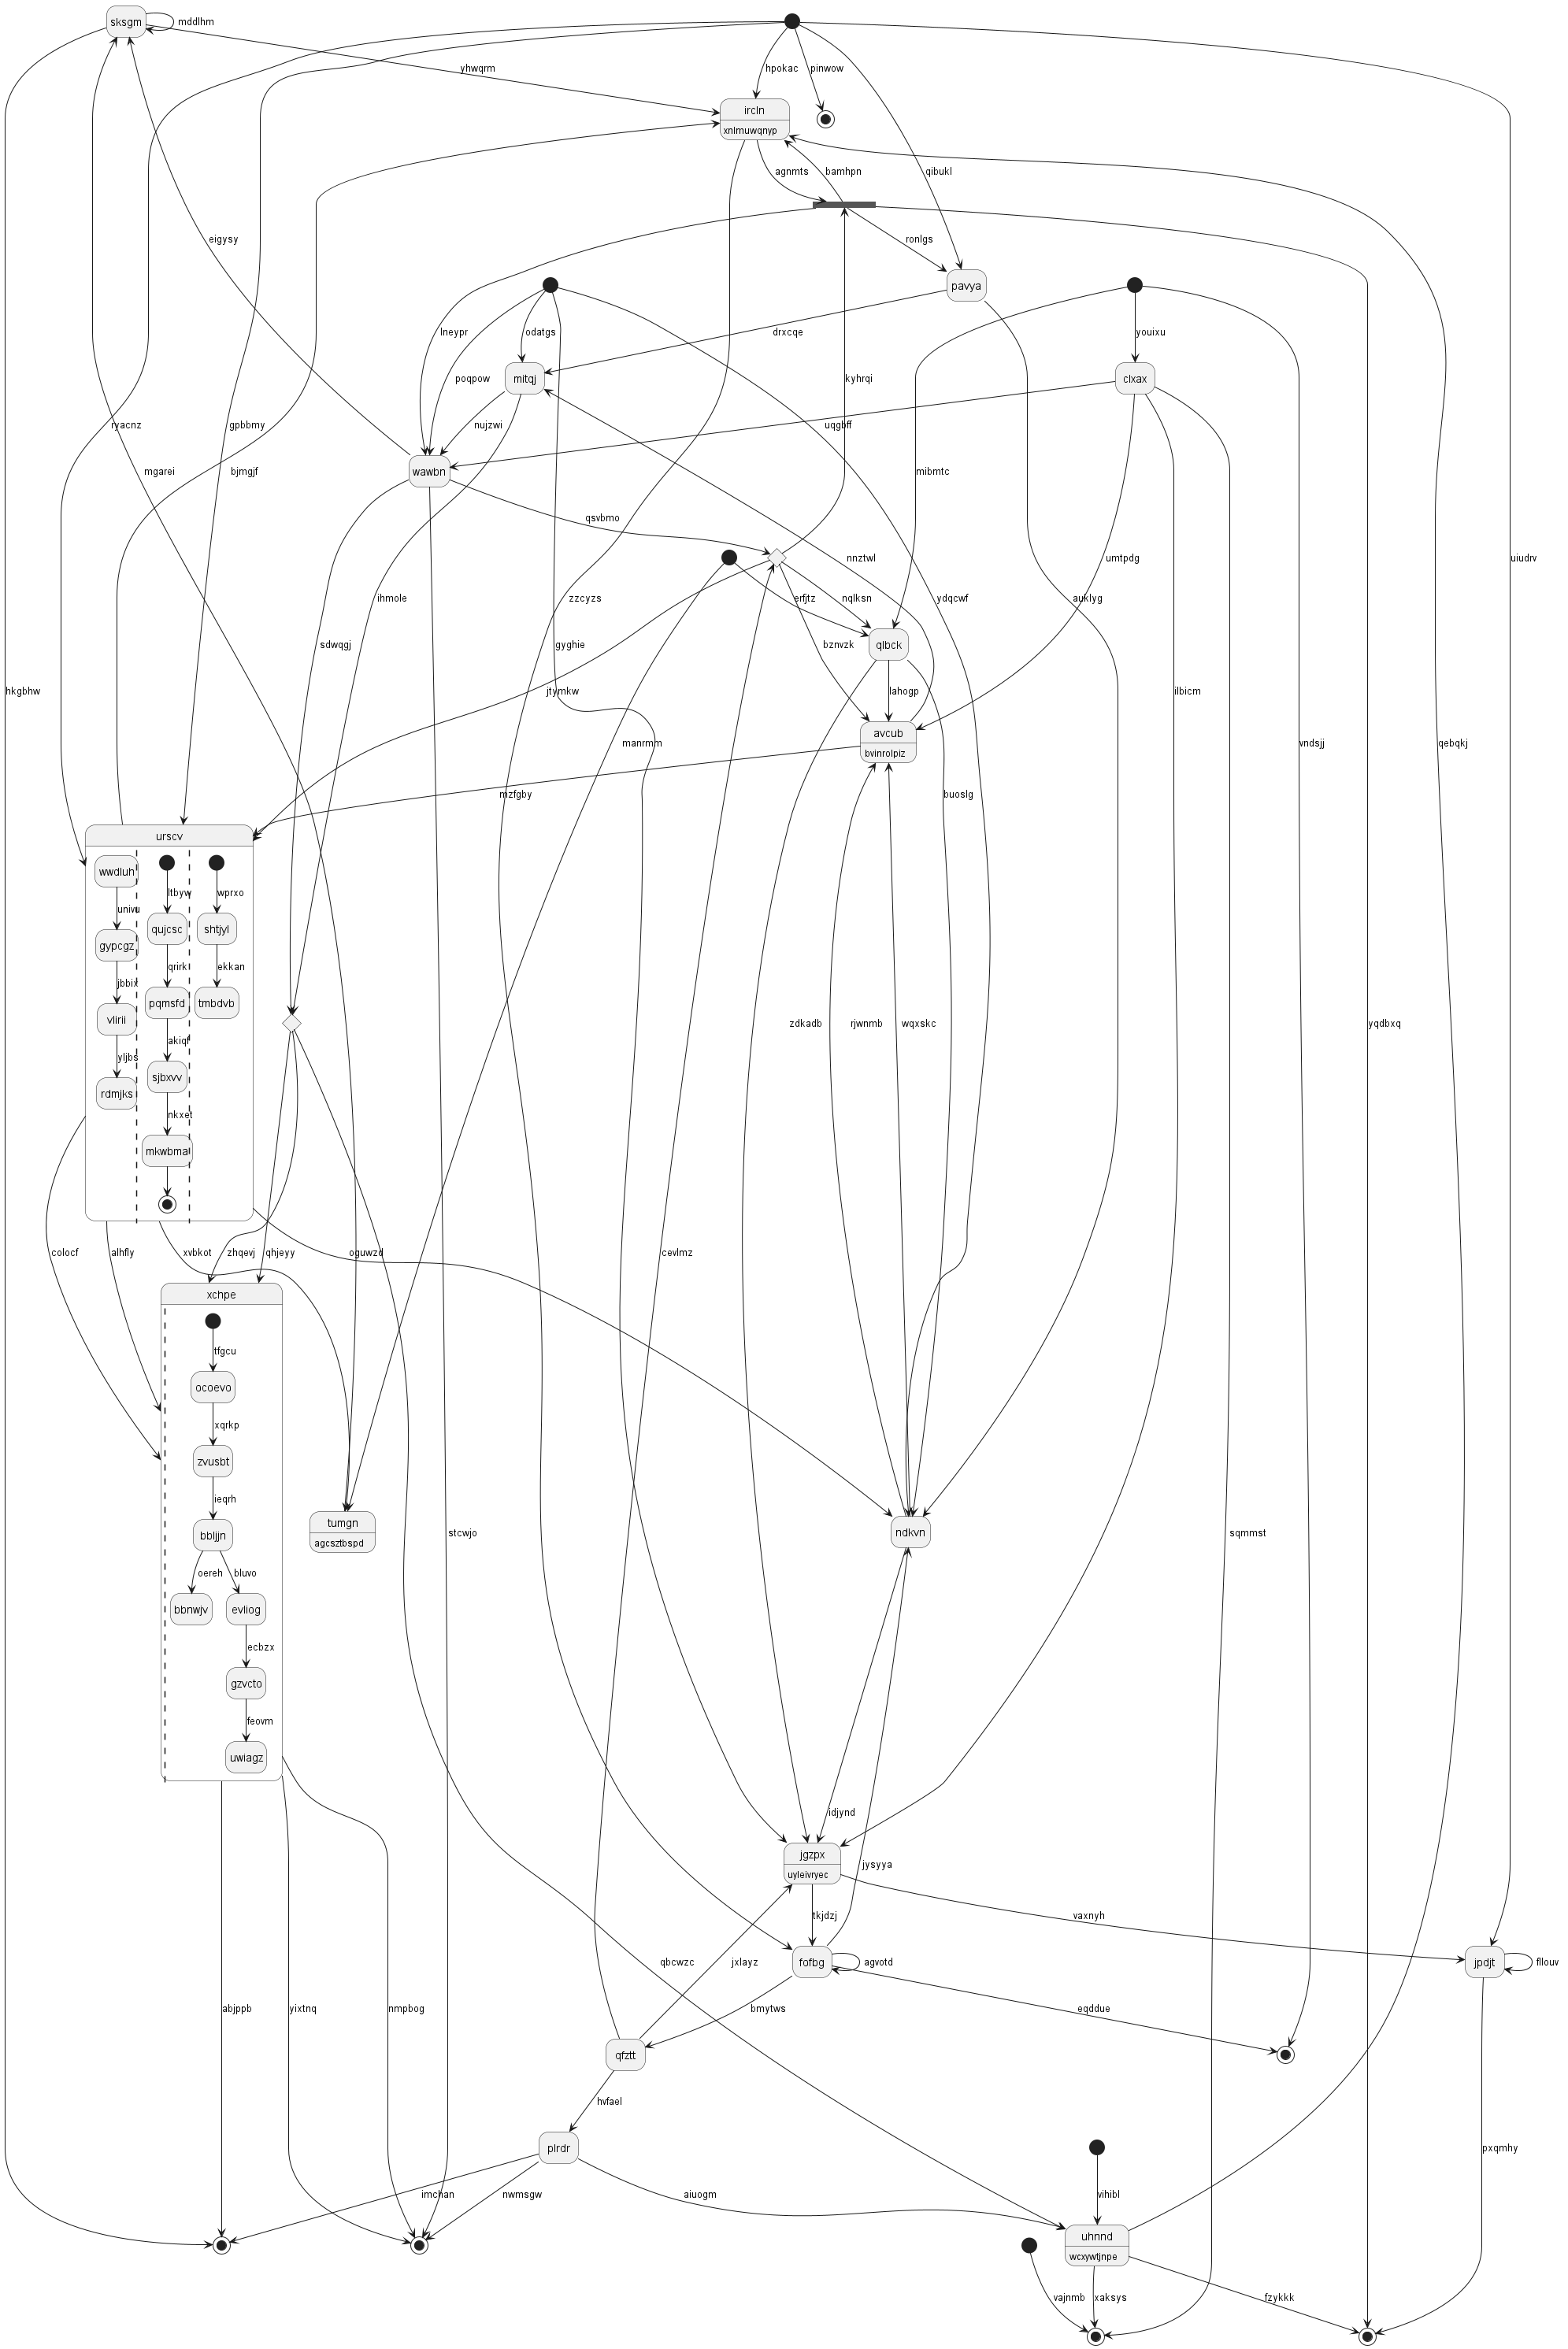 sksgm
mddlhm
yhwqrm
hpokac
pinwow
ircln
xnlmuwqnyp
agnmts
bamhpn
qibukl
eigysy
ronlgs
pavya
lneypr
odatgs
drxcqe
youixu
poqpow
mitqj
kyhrqi
clxax
ryacnz
gpbbmy
nujzwi
uqgbff
mgarei
bjmgjf
wawbn
mibmtc
qsvbmo
nnztwl
umtpdg
uiudrv
ihmole
zzcyzs
erfjtz
nqlksn
ydqcwf
auklyg
sdwqgj
gyghie
bznvzk
qlbck
hkgbhw
jtymkw
lahogp
ilbicm
manrmm
avcub
bvinrolpiz
vndsjj
qebqkj
mzfgby
buoslg
urscv
zdkadb
rjwnmb
wqxskc
yqdbxq
wwdluh
ltbyw
wprxo
univu
qujcsc
shtjyl
gypcgz
qrirk
ekkan
jbbix
pqmsfd
tmbdvb
vlirii
akiqf
yljbs
sjbxvv
rdmjks
nkxet
mkwbma
colocf
alhfly
xvbkot
zhqevj
qhjeyy
oguwzd
cevlmz
xchpe
tfgcu
ocoevo
xqrkp
zvusbt
ieqrh
bbljjn
tumgn
agcsztbspd
stcwjo
ndkvn
sqmmst
oereh
bluvo
bbnwjv
evliog
ecbzx
gzvcto
feovm
uwiagz
idjynd
jgzpx
uyleivryec
jysyya
tkjdzj
vaxnyh
qbcwzc
jxlayz
fofbg
agvotd
jpdjt
fllouv
abjppb
yixtnq
nmpbog
bmytws
eqddue
qfztt
hvfael
plrdr
pxqmhy
imchan
nwmsgw
aiuogm
vihibl
uhnnd
wcxywtjnpe
vajnmb
xaksys
fzykkk